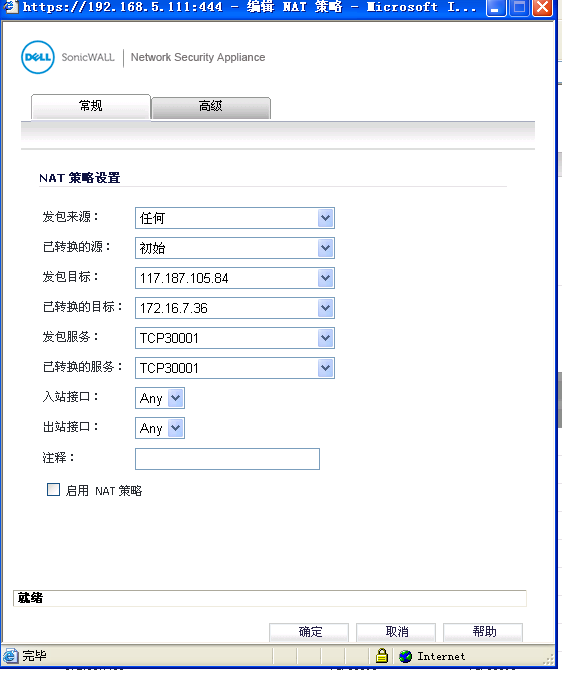 https://192.168.5.111:444 - 编辑 NAT 策略 - Microsoft I...
DELL SonicWALL Network Security Appliance
常规 高级
NAT 策略设置
发包来源： 任何
已转换的源： 初始
发包目标： 117.187.105.84
已转换的目标： 172.16.7.36
发包服务： TCP30001
已转换的服务： TCP30001
入站接口： Any
出站接口： Any
注释：
启用 NAT 策略
就绪
确定 取消 帮助
完毕 Internet